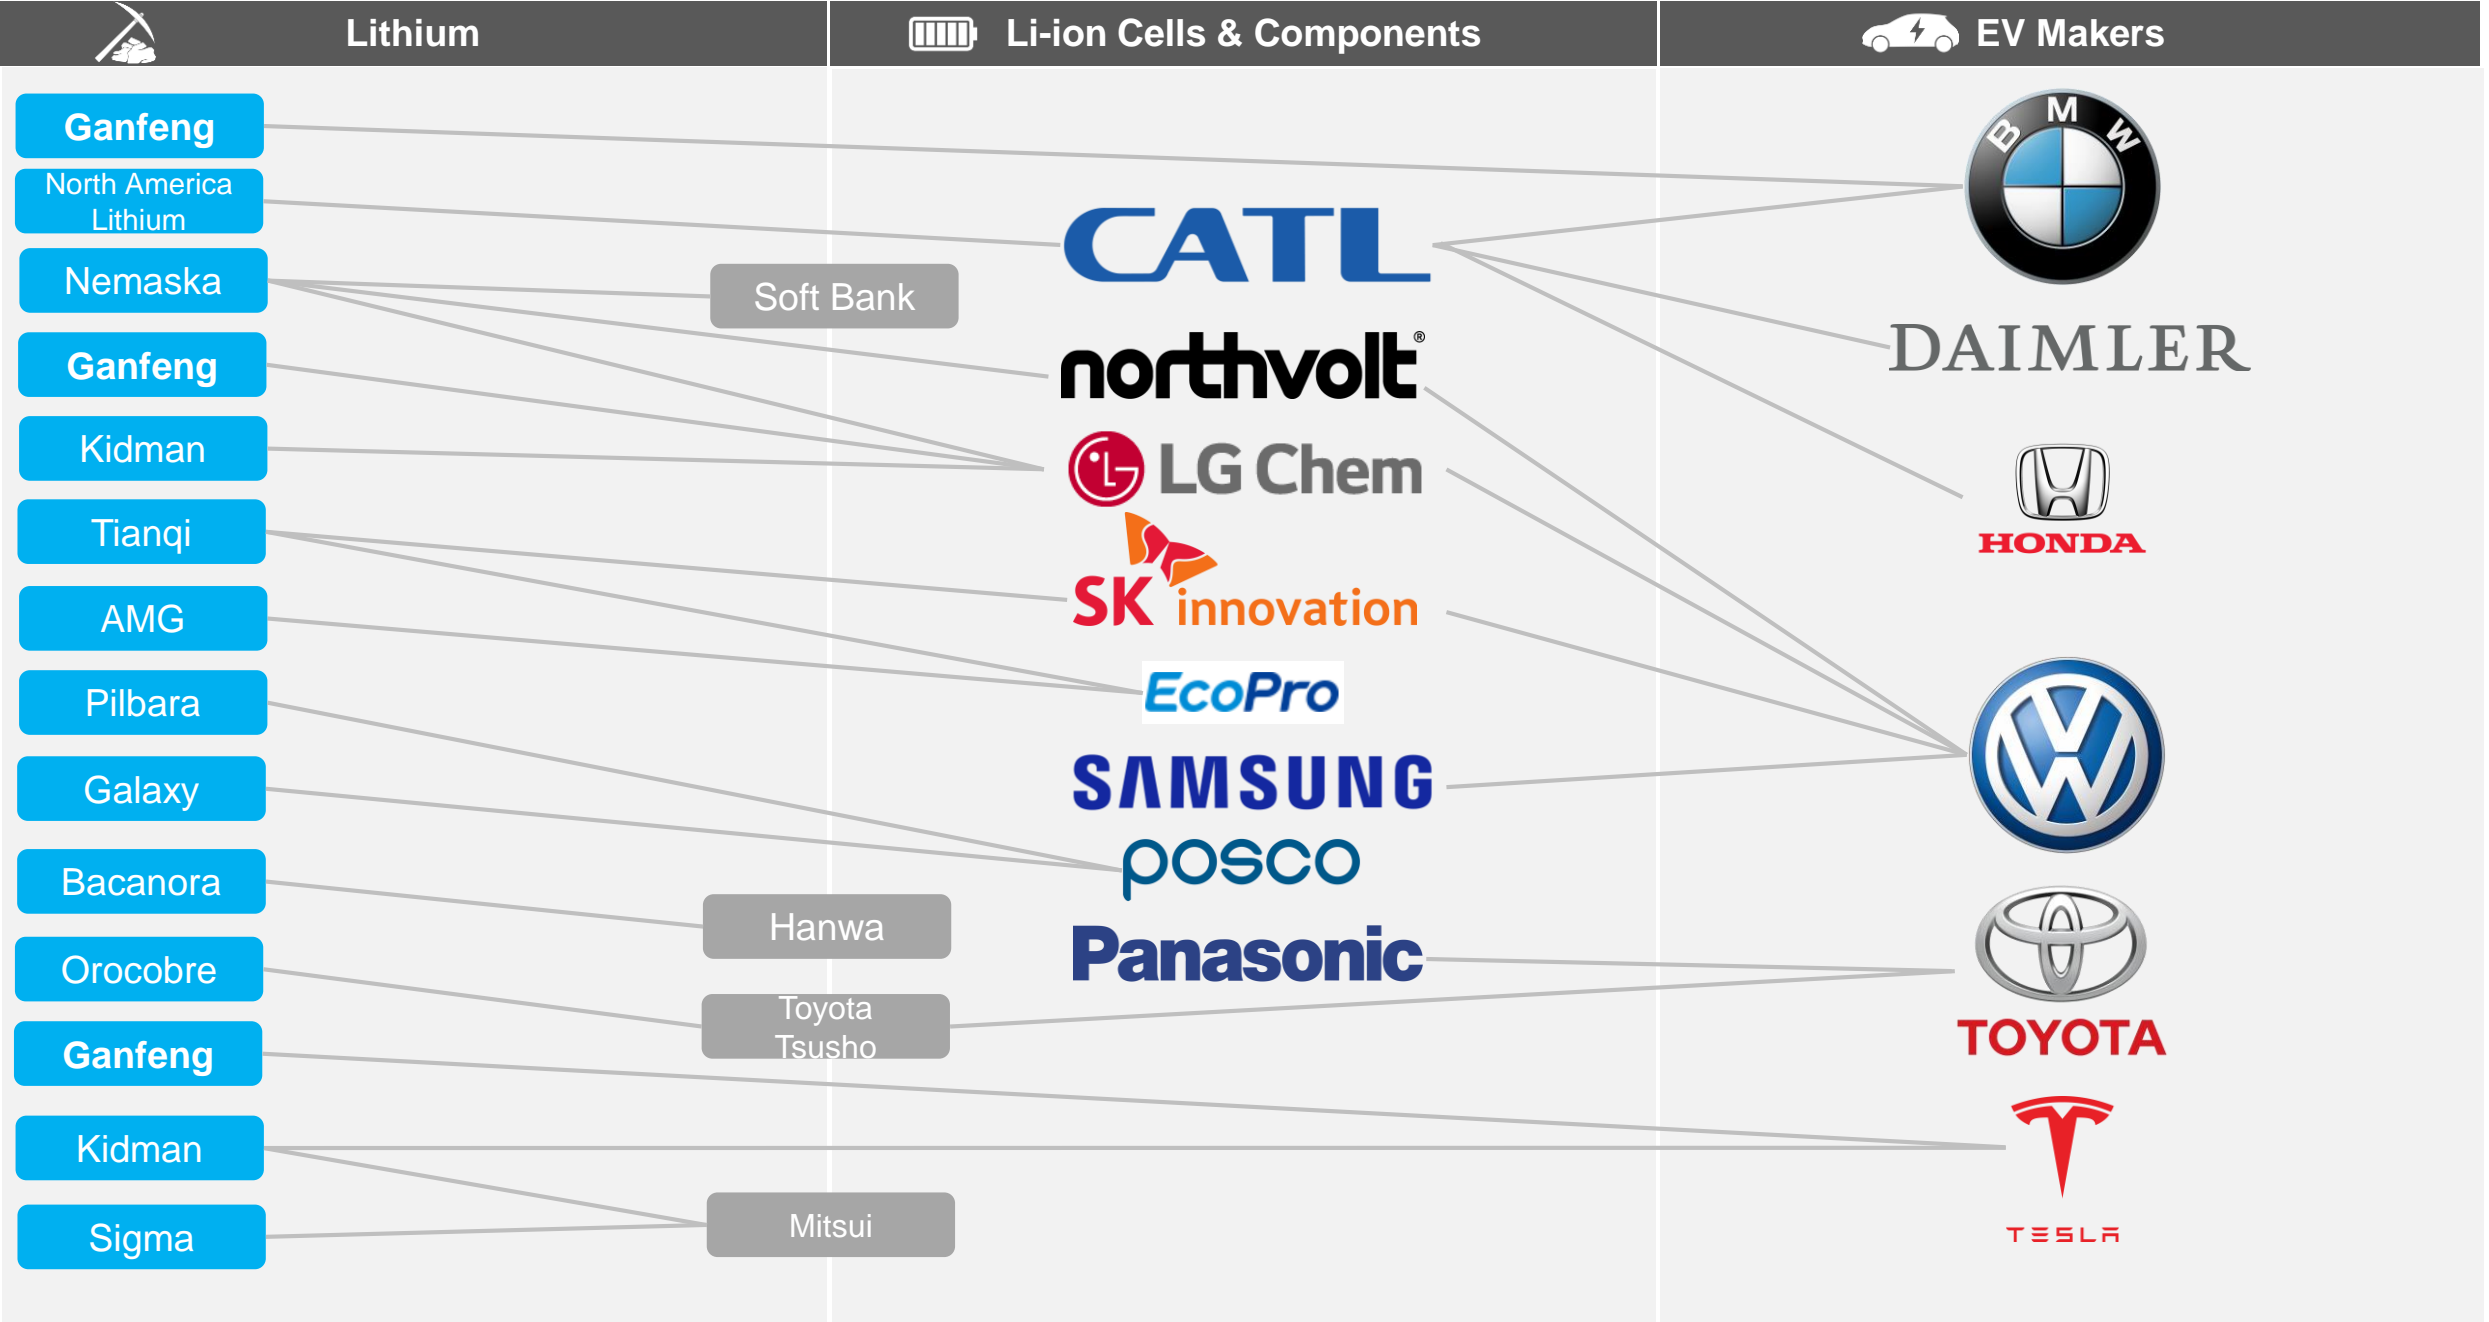 Lithium
Li-ion Cells & Components
EV Makers
Ganfeng
North America
Lithium
Nemaska
Ganfeng
Kidman
Tianqi
AMG
Pilbara
Galaxy
Bacanora
Orocobre
Ganfeng
Kidman
Sigma
Soft Bank
Hanwa
Toyota
Tsusho
Mitsui
CATL
northvolt®
LG LG Chem
SK innovation
EcoPro
SAMSUNG
posco
Panasonic
BMW
DAIMLER
HONDA
VW
TOYOTA
TESLA